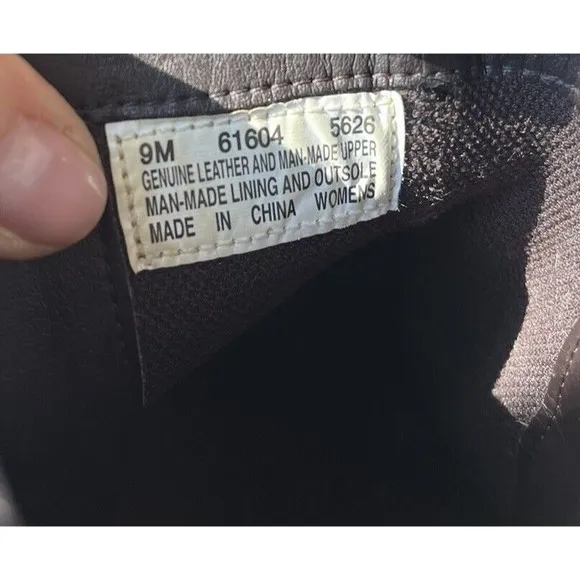 9M 61604 5626
GENUINE LEATHER AND MAN-MADE UPPER
MAN-MADE LINING AND OUTSOLE
MADE IN CHINA WOMENS